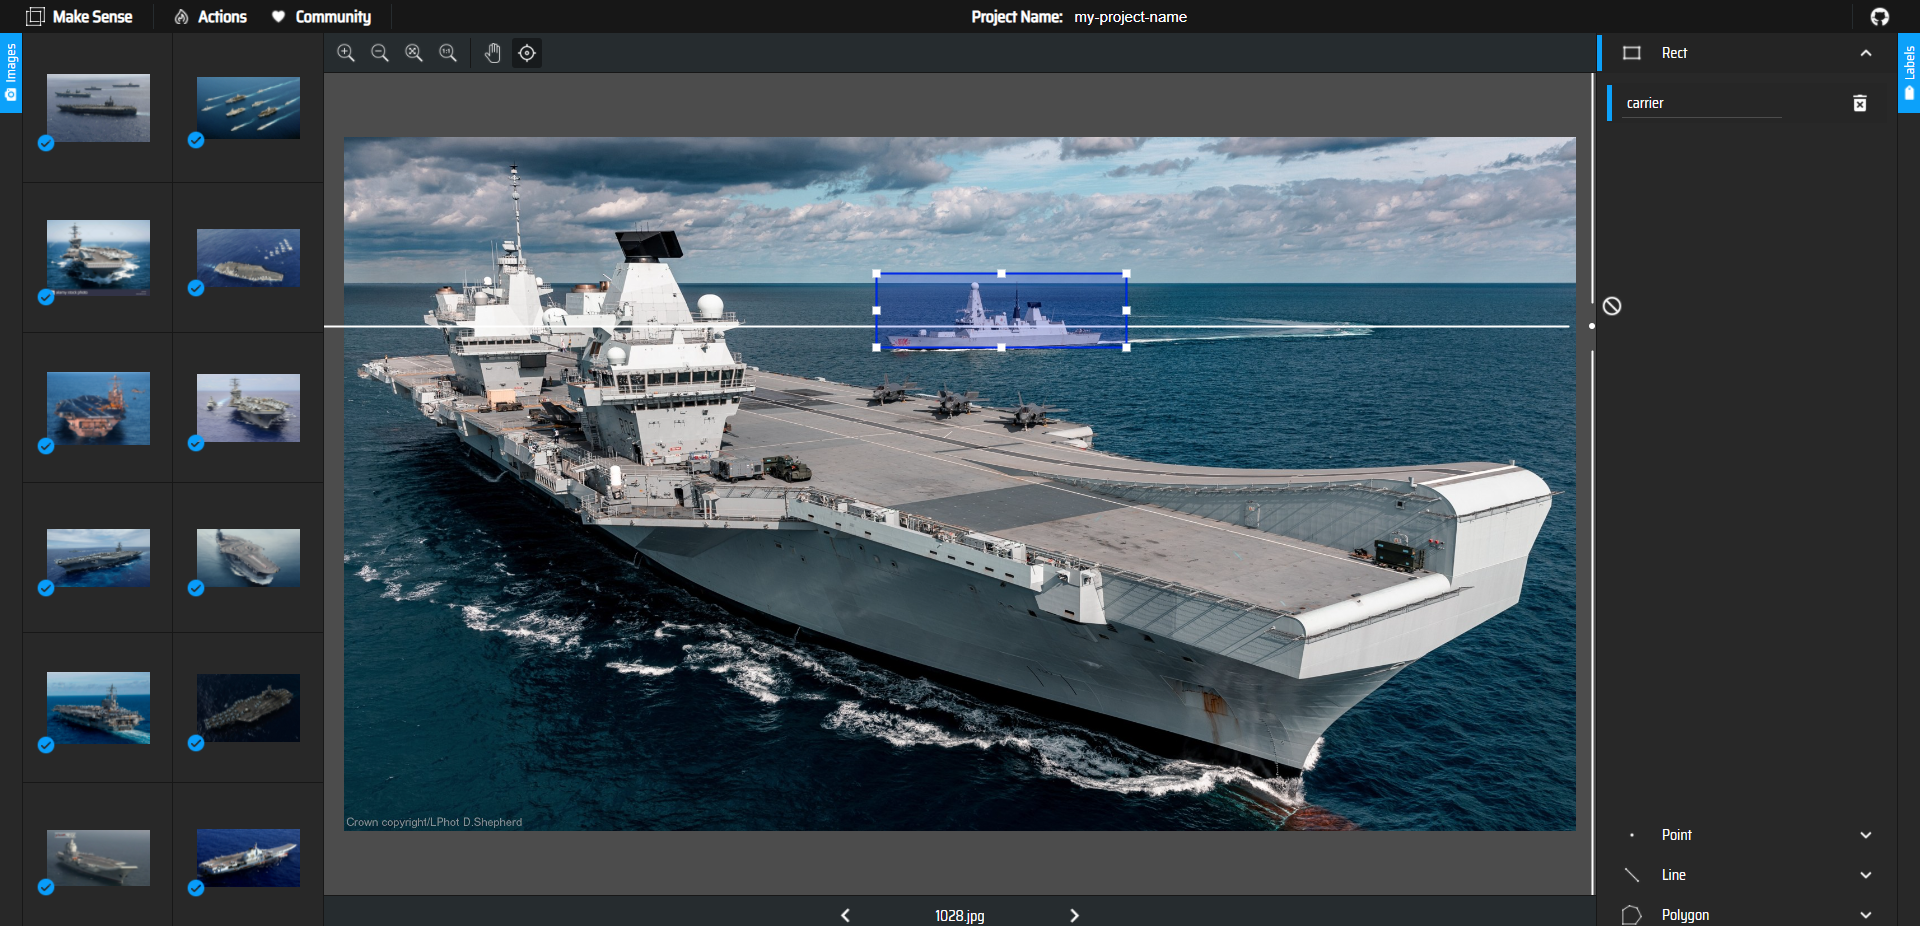 Make Sense
Actions
Community
Project Name: my-project-name
Images
Rect
carrier
Labels
Crown copyright/LPhot D.Shepherd
Point
Line
Polygon
1028.jpg